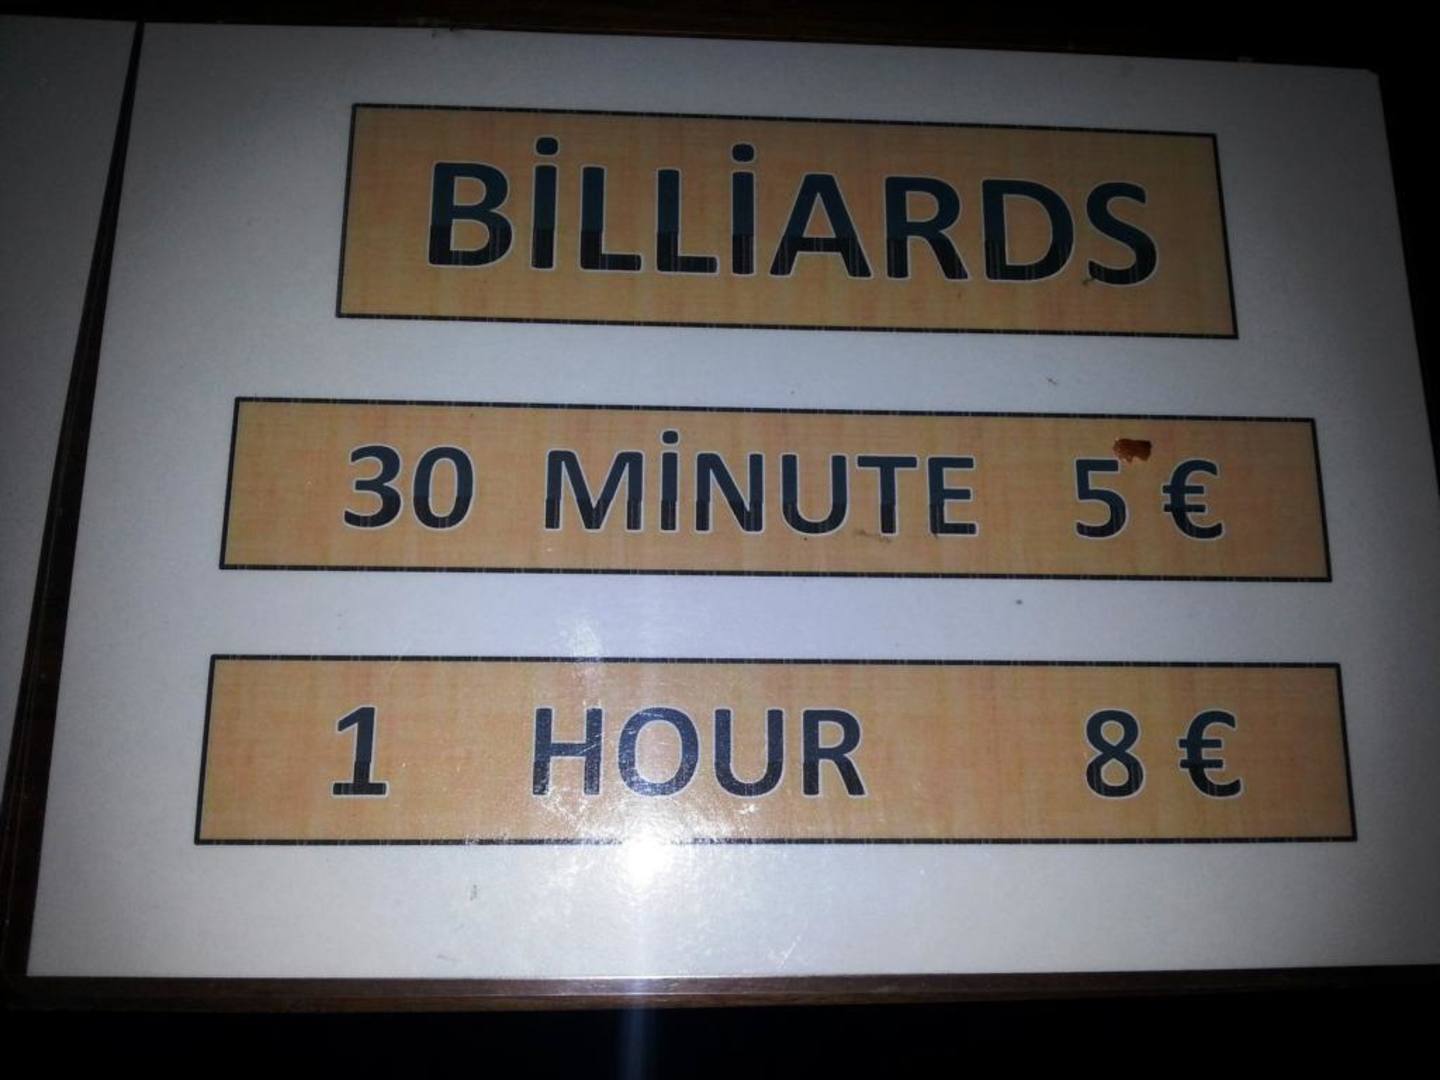 BİLLİARDS
30 MİNUTE 5 €
1 HOUR 8 €